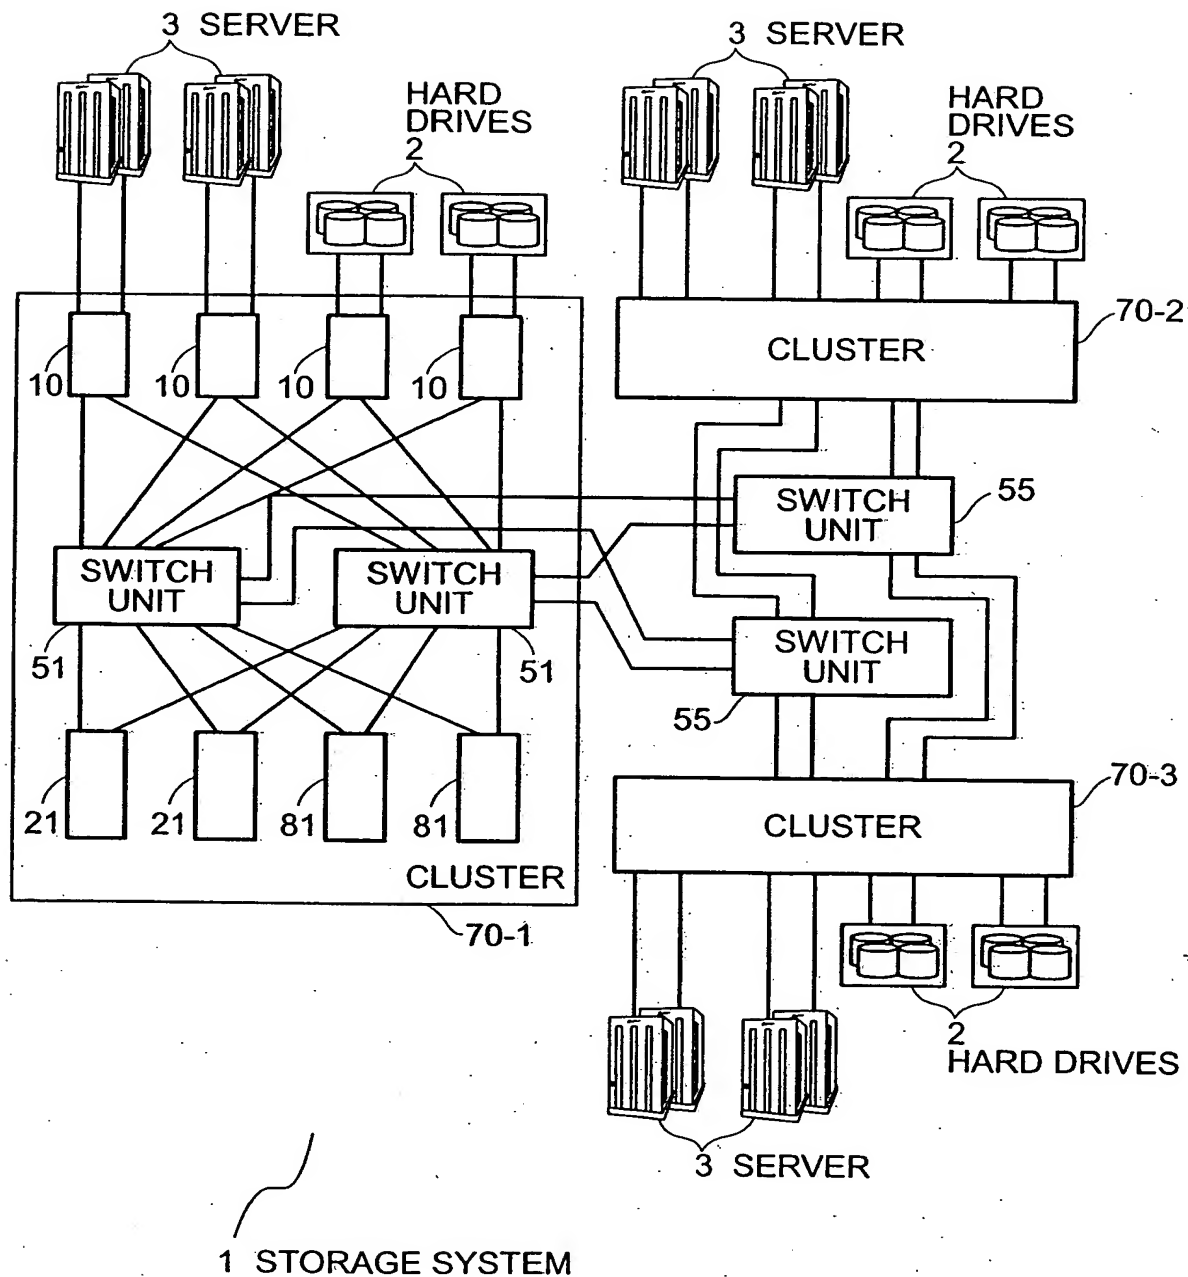 3 SERVER
HARD
DRIVES
2
10
10
10
10
SWITCH
UNIT
SWITCH
UNIT
51
51
21
21
81
81
CLUSTER
70-1
3 SERVER
HARD
DRIVES
2
CLUSTER
70-2
SWITCH
UNIT
55
SWITCH
UNIT
55
70-3
CLUSTER
2
HARD DRIVES
3 SERVER
1 STORAGE SYSTEM